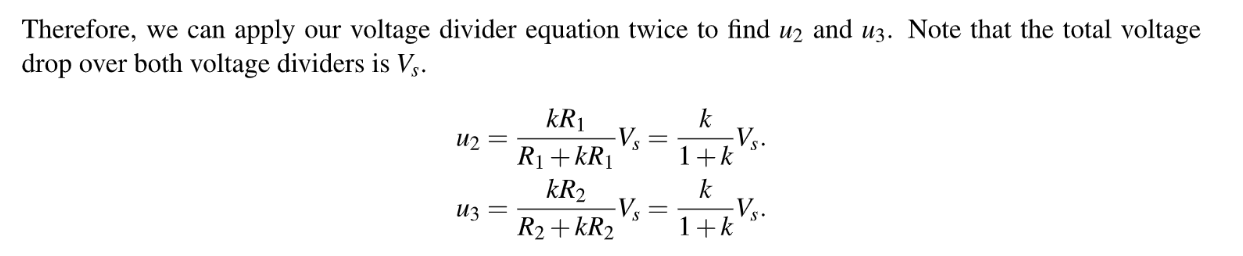 Therefore, we can apply our voltage divider equation twice to find u₂ and u₃. Note that the total voltage
drop over both voltage dividers is Vₛ.
u₂ = kR₁/(R₁+kR₁) Vₛ = k/(1+k) Vₛ.
u₃ = kR₂/(R₂+kR₂) Vₛ = k/(1+k) Vₛ.